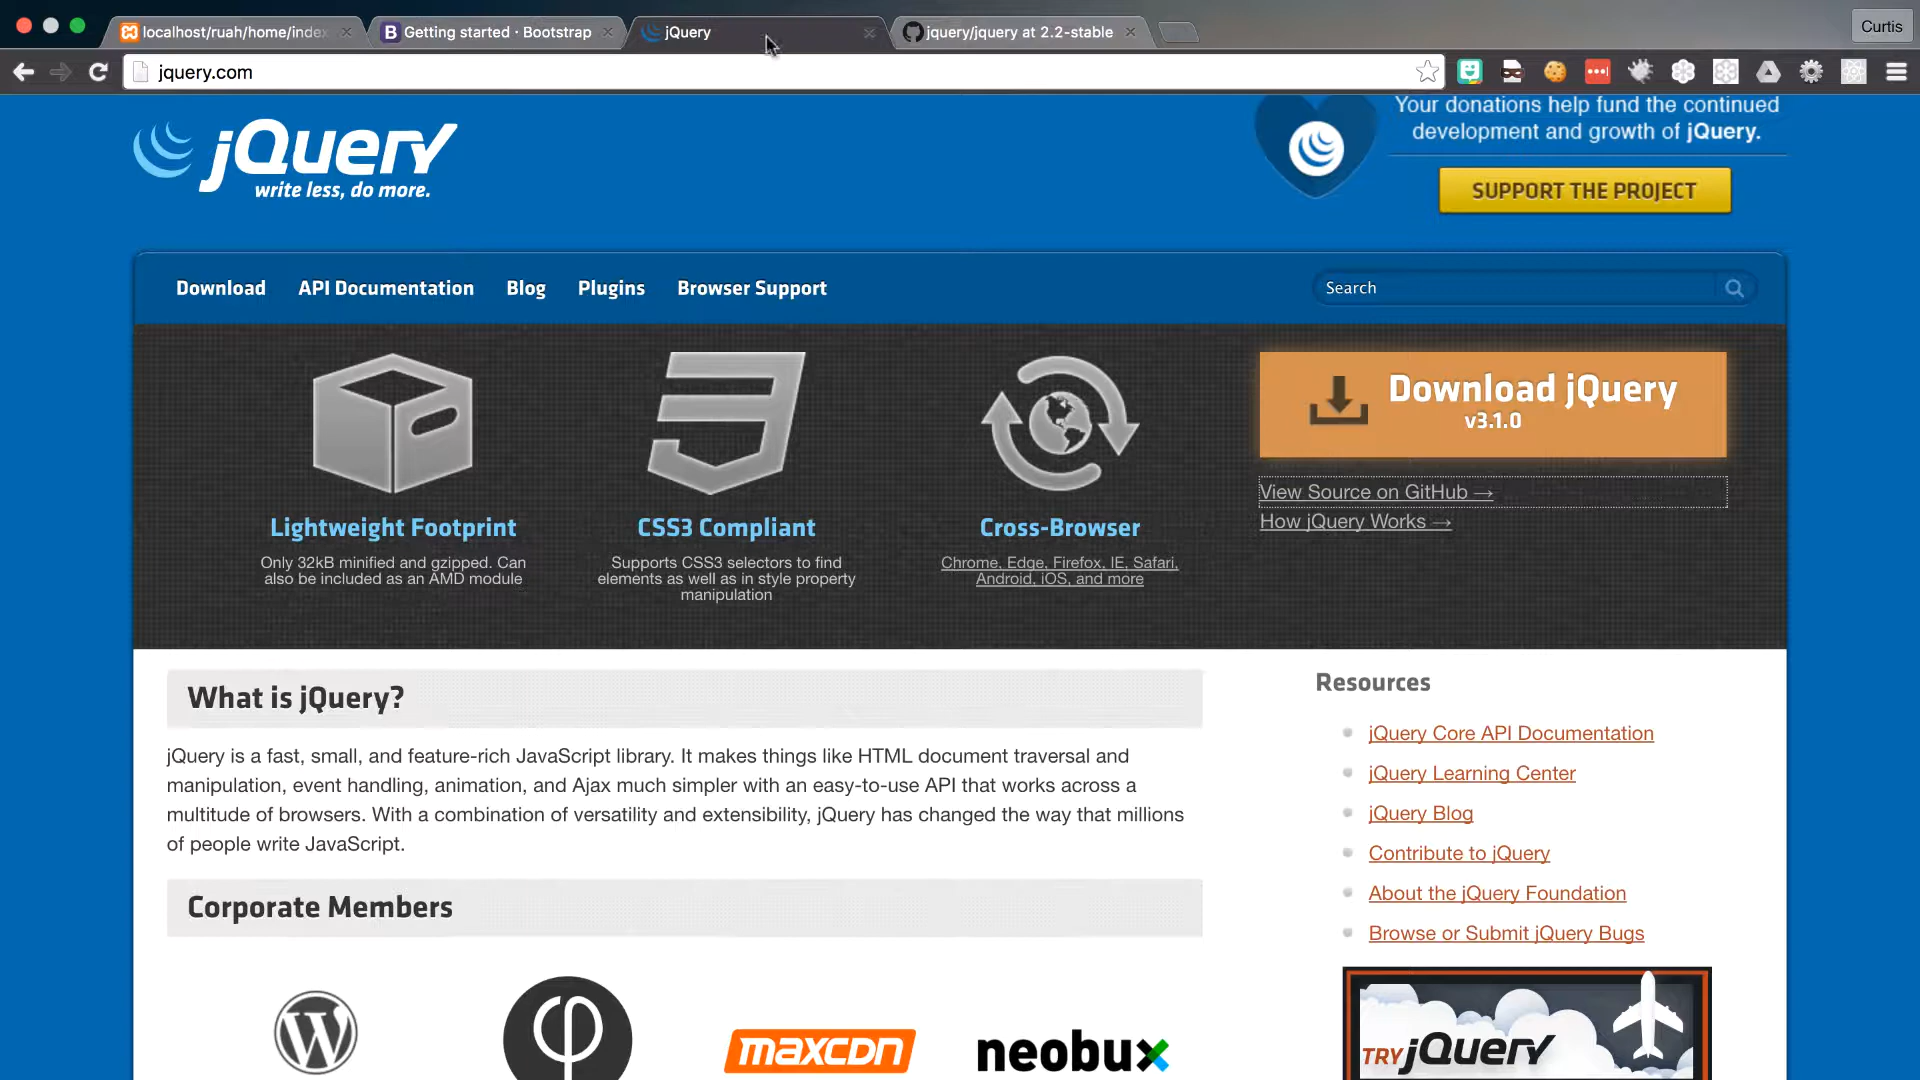 localhost/ruah/home/index
Getting started · Bootstrap
jQuery
jquery/jquery at 2.2-stable
Curtis
jquery.com
jQuery
write less, do more.
Your donations help fund the continued
development and growth of jQuery.
SUPPORT THE PROJECT
Download
API Documentation
Blog
Plugins
Browser Support
Search
Lightweight Footprint
Only 32kB minified and gzipped. Can
also be included as an AMD module
CSS3 Compliant
Supports CSS3 selectors to find
elements as well as in style property
manipulation
Cross-Browser
Chrome, Edge, Firefox, IE, Safari,
Android, iOS, and more
Download jQuery
v3.1.0
View Source on GitHub →
How jQuery Works →
What is jQuery?
jQuery is a fast, small, and feature-rich JavaScript library. It makes things like HTML document traversal and
manipulation, event handling, animation, and Ajax much simpler with an easy-to-use API that works across a
multitude of browsers. With a combination of versatility and extensibility, jQuery has changed the way that millions
of people write JavaScript.
Corporate Members
maxcdn
neobux
Resources
jQuery Core API Documentation
jQuery Learning Center
jQuery Blog
Contribute to jQuery
About the jQuery Foundation
Browse or Submit jQuery Bugs
TRY jQuery